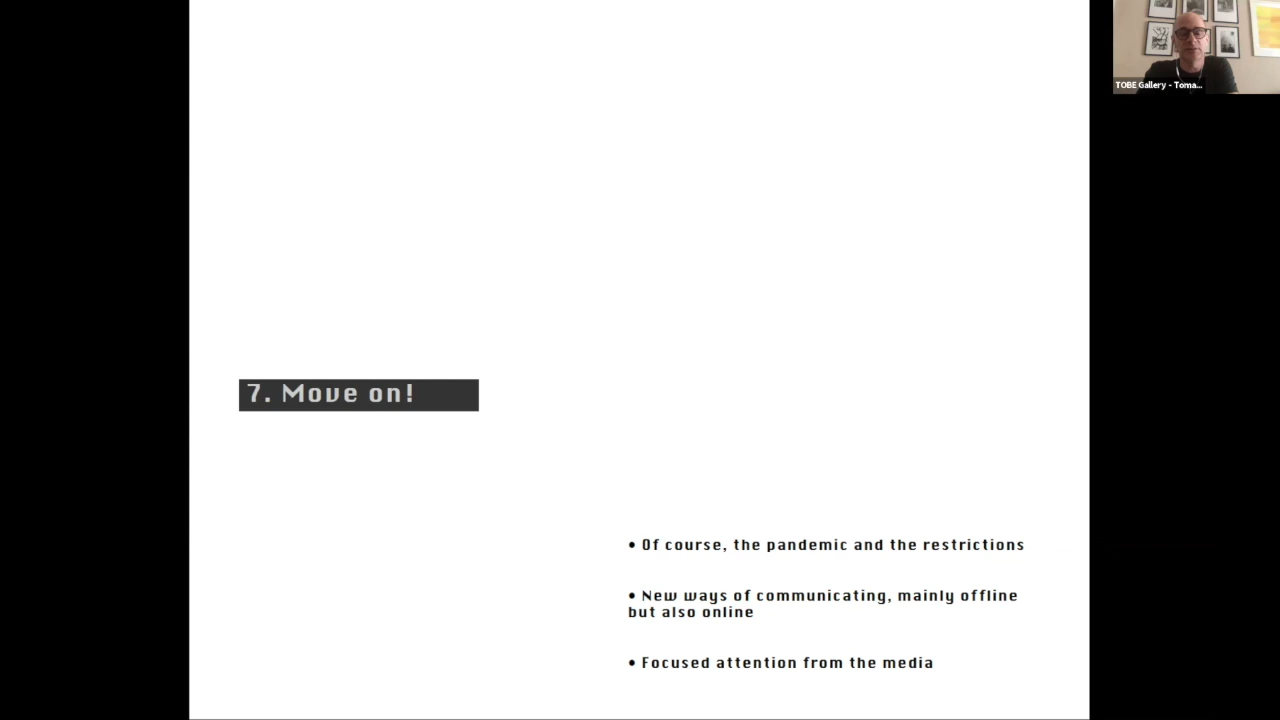 TOBE Gallery - Toma...
7. Move on!
• Of course, the pandemic and the restrictions
• New ways of communicating, mainly offline
but also online
• Focused attention from the media